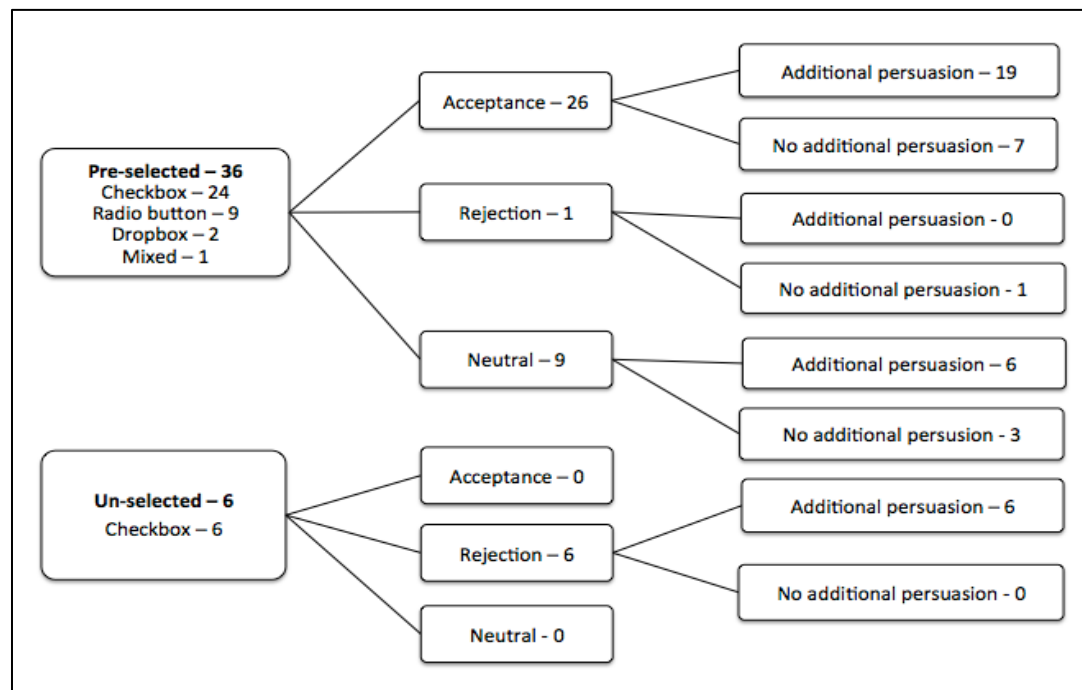 Pre-selected – 36
Checkbox – 24
Radio button – 9
Dropbox – 2
Mixed – 1
Acceptance – 26
Additional persuasion – 19
No additional persuasion – 7
Rejection – 1
Additional persuasion - 0
No additional persuasion - 1
Neutral – 9
Additional persuasion – 6
No additional persusion - 3
Un-selected – 6
Checkbox – 6
Acceptance – 0
Rejection – 6
Additional persuasion – 6
No additional persuasion - 0
Neutral - 0